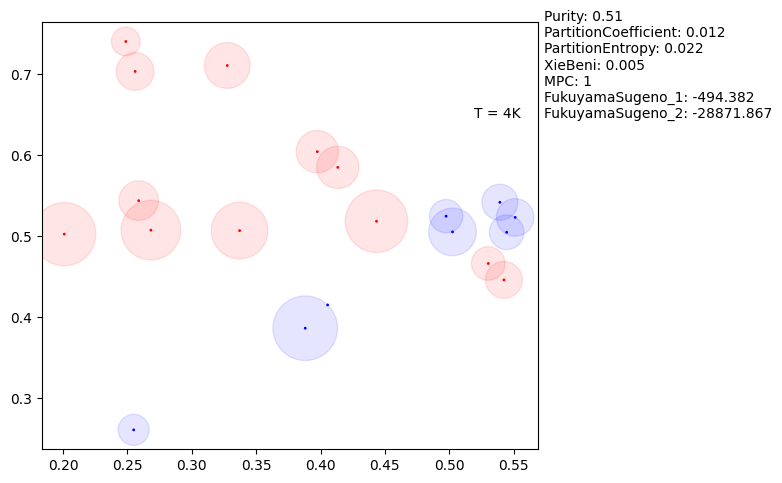 Purity: 0.51
PartitionCoefficient: 0.012
PartitionEntropy: 0.022
XieBeni: 0.005
MPC: 1
FukuyamaSugeno_1: -494.382
FukuyamaSugeno_2: -28871.867
T = 4K
0.7
0.6
0.5
0.4
0.3
0.20 0.25 0.30 0.35 0.40 0.45 0.50 0.55